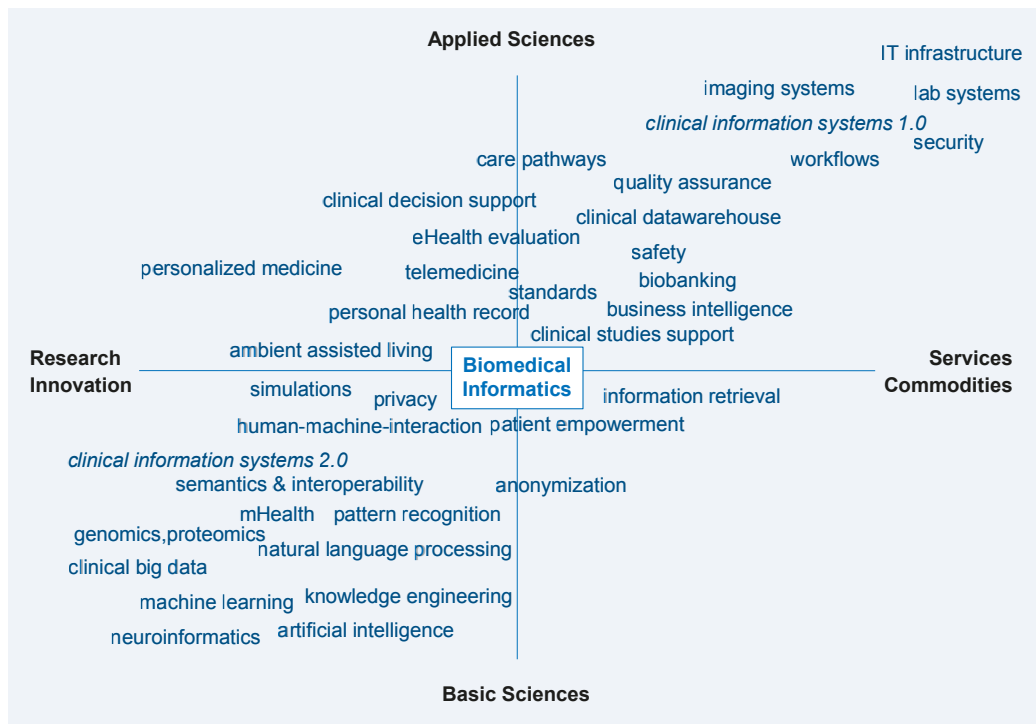 Applied Sciences
IT infrastructure
imaging systems
lab systems
clinical information systems 1.0
security
care pathways
workflows
quality assurance
clinical decision support
clinical datawarehouse
eHealth evaluation
safety
personalized medicine
telemedicine
biobanking
standards
personal health record
business intelligence
clinical studies support
ambient assisted living
Research
Innovation
Biomedical
Informatics
Services
Commodities
simulations
privacy
information retrieval
human-machine-interaction
patient empowerment
clinical information systems 2.0
semantics & interoperability
anonymization
mHealth
pattern recognition
genomics,proteomics
natural language processing
clinical big data
machine learning
knowledge engineering
neuroinformatics
artificial intelligence
Basic Sciences